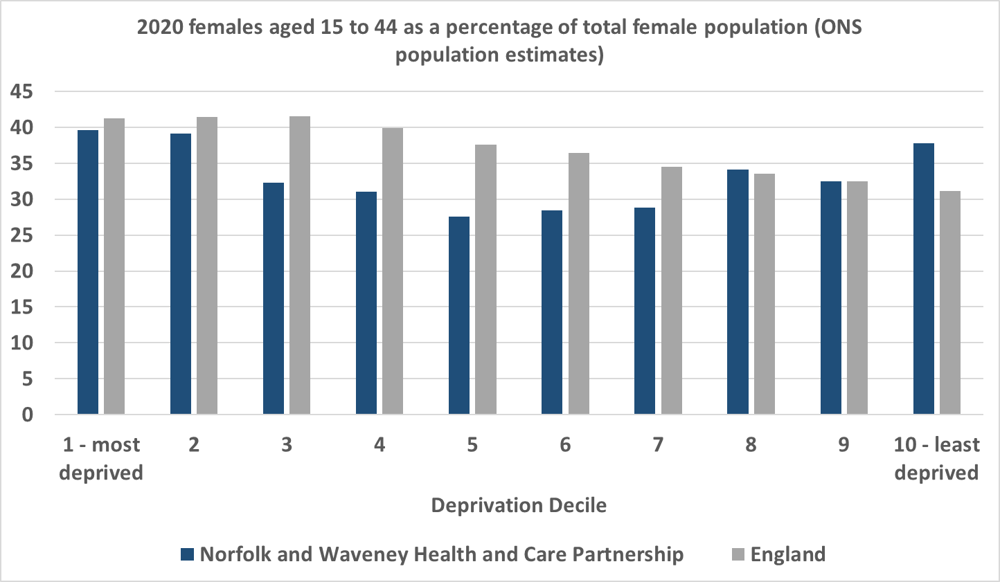 2020 females aged 15 to 44 as a percentage of total female population (ONS
population estimates)
45
40
35
30
25
20
15
10
5
0
1 - most
deprived
2
3
4
5
6
7
8
9
10 - least
deprived
Deprivation Decile
Norfolk and Waveney Health and Care Partnership
England